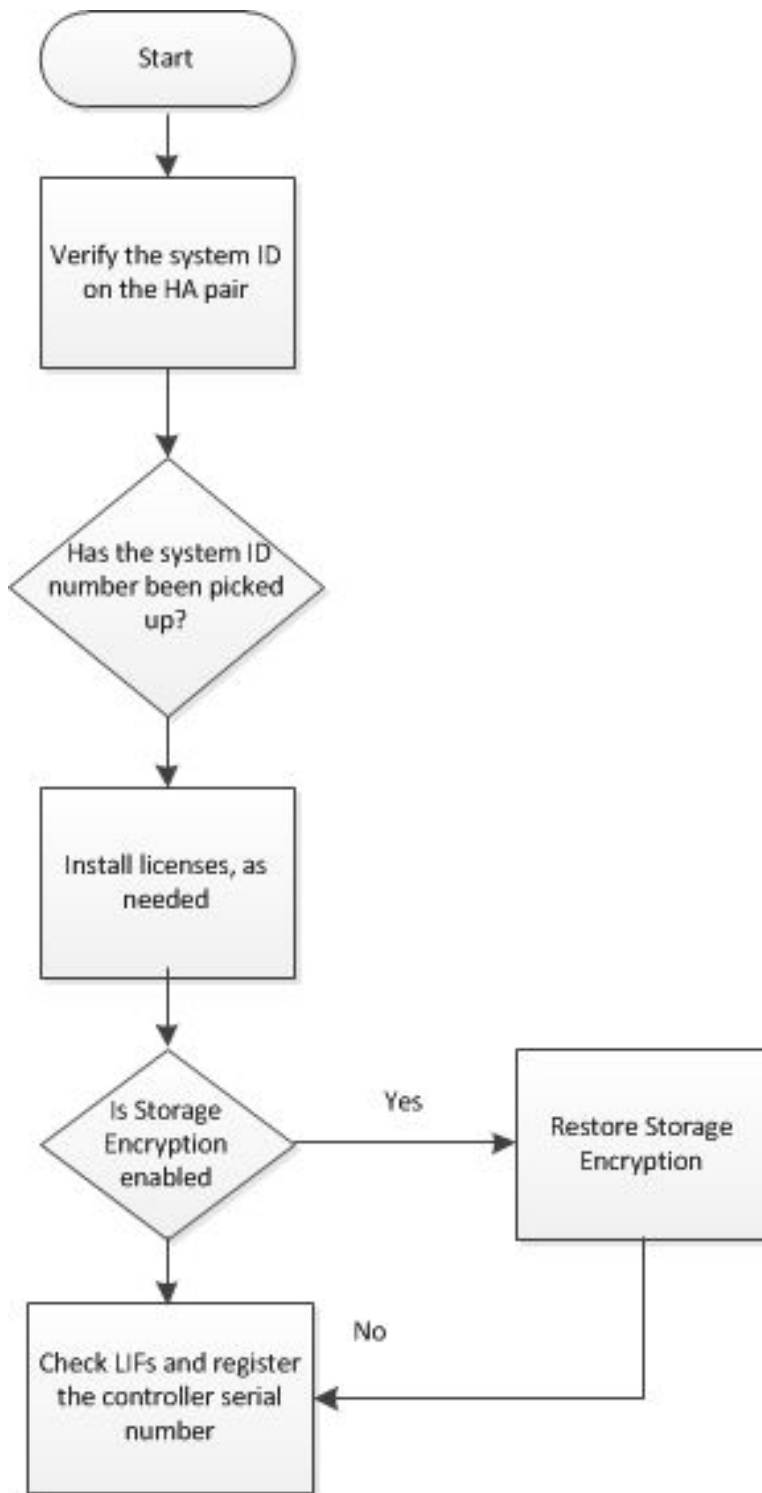 Start
Verify the system ID
on the HA pair
Has the system ID
number been picked
up?
Install licenses, as
needed
Is Storage
Encryption
enabled
Yes
Restore Storage
Encryption
No
Check LIFs and register
the controller serial
number